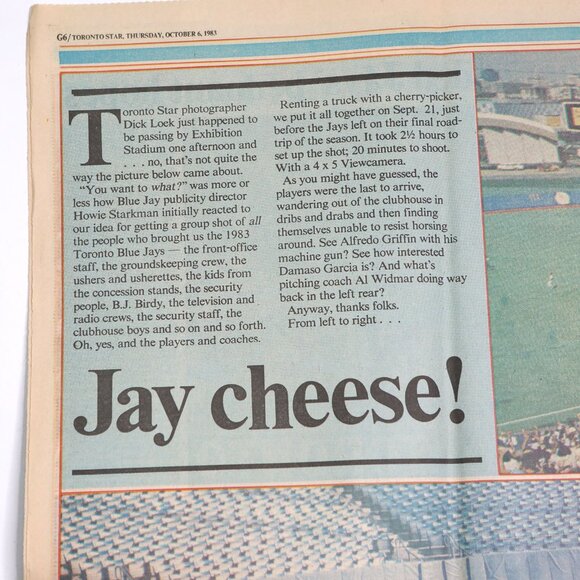 G6/TORONTO STAR, THURSDAY, OCTOBER 6, 1983
Toronto Star photographer
Dick Loek just happened to
be passing by Exhibition
Stadium one afternoon and
. . . no, that's not quite the
way the picture below came about.
"You want to what?" was more or
less how Blue Jay publicity director
Howie Starkman initially reacted to
our idea for getting a group shot of all
the people who brought us the 1983
Toronto Blue Jays — the front-office
staff, the groundskeeping crew, the
ushers and usherettes, the kids from
the concession stands, the security
people, B.J. Birdy, the television and
radio crews, the security staff, the
clubhouse boys and so on and so forth.
Oh, yes, and the players and coaches.
Renting a truck with a cherry-picker,
we put it all together on Sept. 21, just
before the Jays left on their final road-
trip of the season. It took 2½ hours to
set up the shot; 20 minutes to shoot.
With a 4 x 5 Viewcamera.
As you might have guessed, the
players were the last to arrive,
wandering out of the clubhouse in
dribs and drabs and then finding
themselves unable to resist horsing
around. See Alfredo Griffin with his
machine gun? See how interested
Damaso Garcia is? And what's
pitching coach Al Widmar doing way
back in the left rear?
Anyway, thanks folks.
From left to right . . .
Jay cheese!